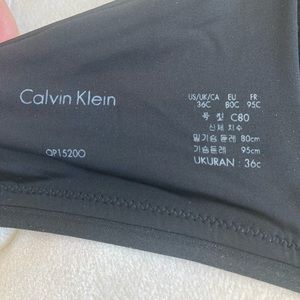 Calvin Klein
QP1520O
US/UK/CA EU FR
36C 80C 95C
호칭 C80
신체 치수
밑가슴둘레 80cm
가슴둘레 95cm
UKURAN : 36c